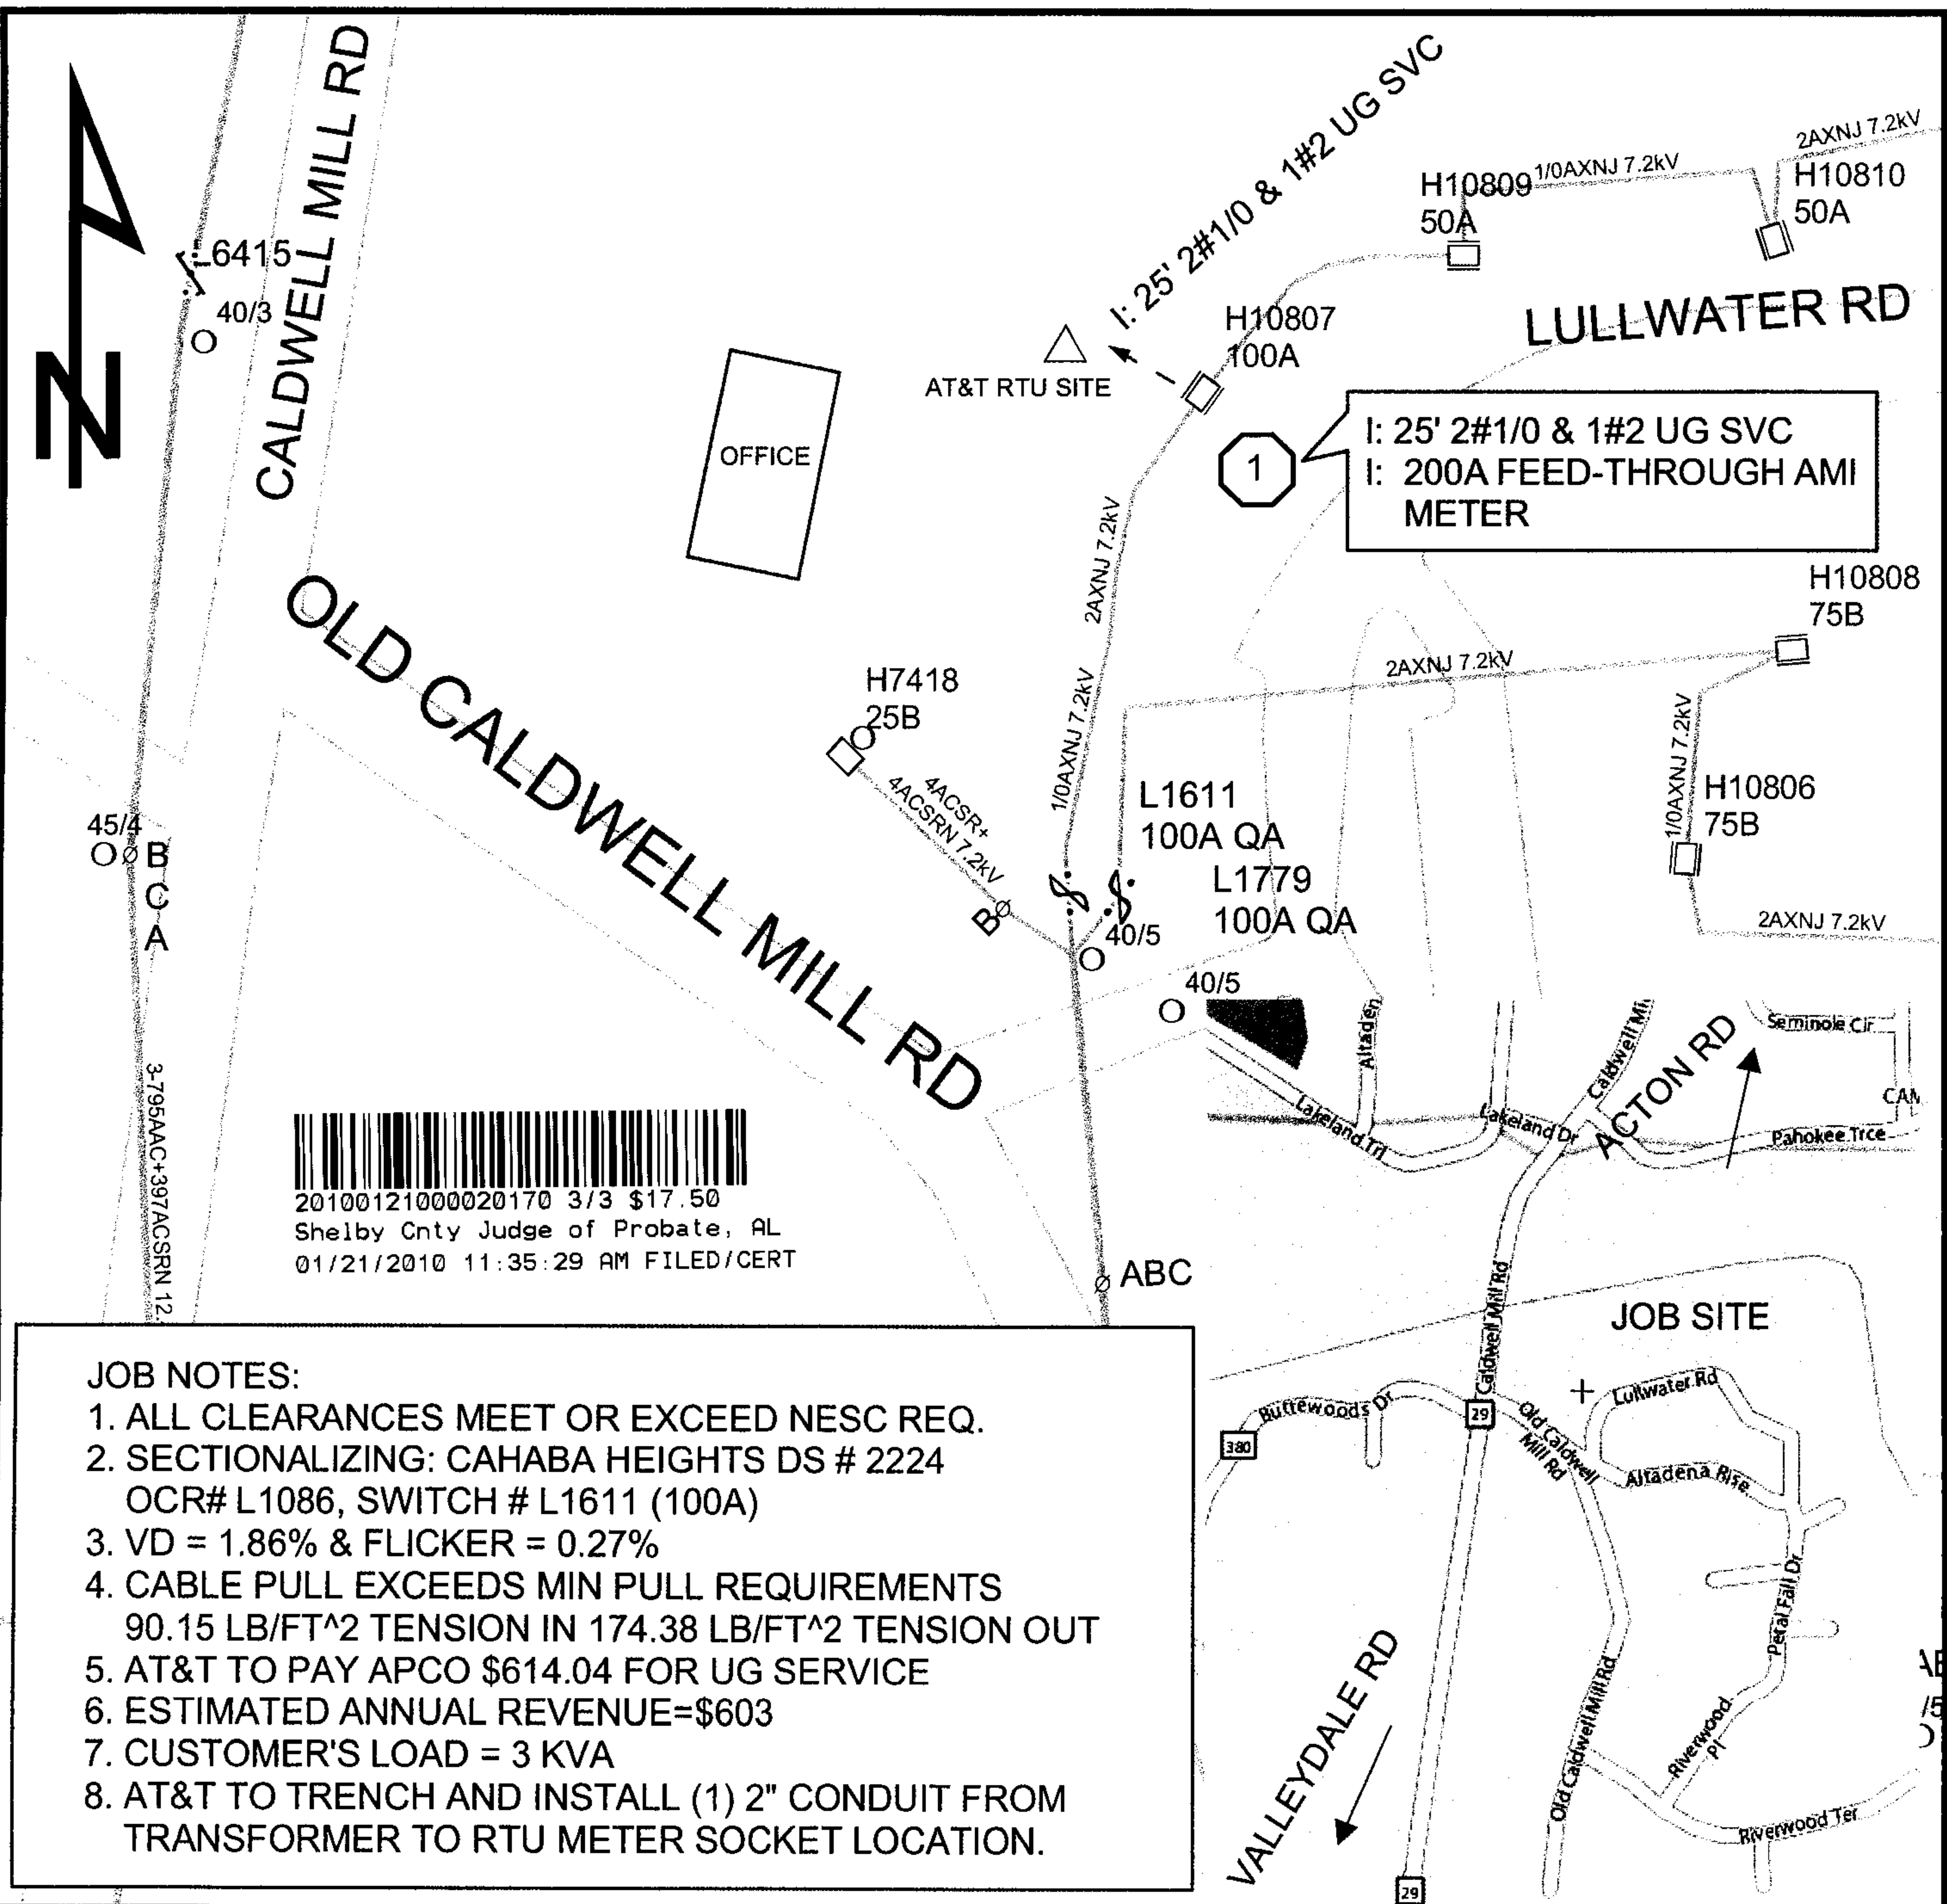 CALDWELL MILL RD
L6415
40/3
N
I: 25' 2#1/0 & 1#2 UG SVC
2AXNJ 7.2kV
H10809
50A
1/0AXNJ 7.2kV
H10810
50A
H10807
100A
LULLWATER RD
AT&T RTU SITE
OFFICE
1
I: 25' 2#1/0 & 1#2 UG SVC
I: 200A FEED-THROUGH AMI
METER
2AXNJ 7.2kV
H10808
75B
OLD CALDWELL MILL RD
H7418
25B
2AXNJ 7.2kV
1/0AXNJ 7.2kV
4ACSR+
4ACSRN 7.2kV
B
L1611
100A QA
L1779
100A QA
1/0AXNJ 7.2kV
H10806
75B
2AXNJ 7.2kV
45/4
B
C
A
40/5
40/5
3-795AAC+397ACSRN 12.
20100121000020170 3/3 $17.50
Shelby Cnty Judge of Probate, AL
01/21/2010 11:35:29 AM FILED/CERT
ABC
Altaden
Caldwell Mil
ACTON RD
Seminole Cir
CAM
Lakeland Trl
Lakeland Dr
Pahokee Trce
Caldwell Mill Rd
JOB SITE
Buttewoods Dr
380
29
Old Caldwell
Mill Rd
Lullwater Rd
Altadena Rise
Petal Fall Dr
Old Caldwell Mill Rd
Riverwood
Pl
Riverwood Ter
VALLEYDALE RD
29
/5
JOB NOTES:
1. ALL CLEARANCES MEET OR EXCEED NESC REQ.
2. SECTIONALIZING: CAHABA HEIGHTS DS # 2224
OCR# L1086, SWITCH # L1611 (100A)
3. VD = 1.86% & FLICKER = 0.27%
4. CABLE PULL EXCEEDS MIN PULL REQUIREMENTS
90.15 LB/FT^2 TENSION IN 174.38 LB/FT^2 TENSION OUT
5. AT&T TO PAY APCO $614.04 FOR UG SERVICE
6. ESTIMATED ANNUAL REVENUE=$603
7. CUSTOMER'S LOAD = 3 KVA
8. AT&T TO TRENCH AND INSTALL (1) 2" CONDUIT FROM
TRANSFORMER TO RTU METER SOCKET LOCATION.